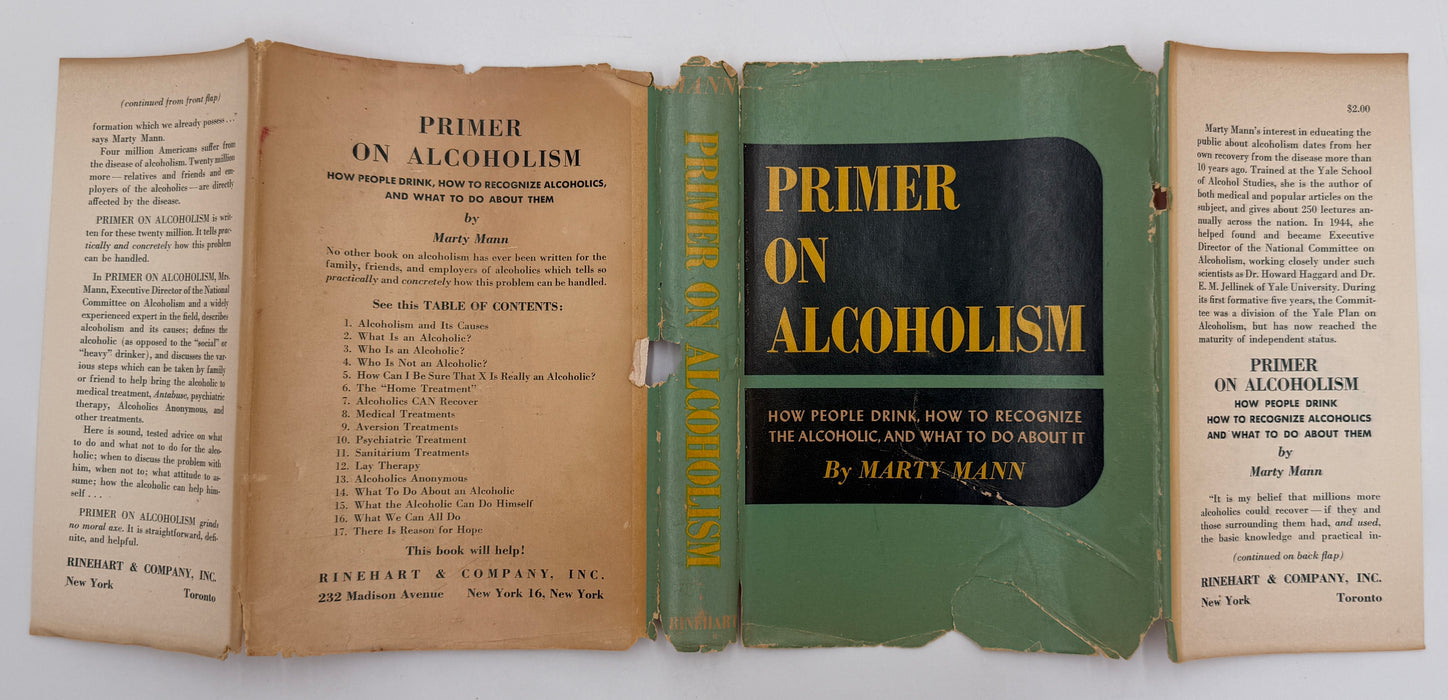 (continued from front flap)
formation which we already possess . . ."
says Marty Mann.
Four million Americans suffer from
the disease of alcoholism. Twenty million
more — relatives and friends and em-
ployers of the alcoholics — are directly
affected by the disease.
PRIMER ON ALCOHOLISM is writ-
ten for these twenty million. It tells prac-
tically and concretely how this problem
can be handled.
In PRIMER ON ALCOHOLISM, Mrs.
Mann, Executive Director of the National
Committee on Alcoholism and a widely
experienced expert in the field, describes
alcoholism and its causes; defines the
alcoholic (as opposed to the "social" or
"heavy" drinker), and discusses the var-
ious steps which can be taken by family
or friend to help bring the alcoholic to
medical treatment, Antabuse, psychiatric
therapy, Alcoholics Anonymous, and
other treatments.
Here is sound, tested advice on what
to do and what not to do for the alco-
holic; when to discuss the problem with
him, when not to; what attitude to as-
sume; how the alcoholic can help him-
self . . .
PRIMER ON ALCOHOLISM grinds
no moral axe. It is straightforward, defi-
nite, and helpful.
RINEHART & COMPANY, INC.
New York Toronto
PRIMER
ON ALCOHOLISM
HOW PEOPLE DRINK, HOW TO RECOGNIZE ALCOHOLICS,
AND WHAT TO DO ABOUT THEM
by
Marty Mann
No other book on alcoholism has ever been written for the
family, friends, and employers of alcoholics which tells so
practically and concretely how this problem can be handled.
See this TABLE OF CONTENTS:
1. Alcoholism and Its Causes
2. What Is an Alcoholic?
3. Who Is an Alcoholic?
4. Who Is Not an Alcoholic?
5. How Can I Be Sure That X Is Really an Alcoholic?
6. The "Home Treatment"
7. Alcoholics CAN Recover
8. Medical Treatments
9. Aversion Treatments
10. Psychiatric Treatment
11. Sanitarium Treatments
12. Lay Therapy
13. Alcoholics Anonymous
14. What To Do About an Alcoholic
15. What the Alcoholic Can Do Himself
16. What We Can All Do
17. There Is Reason for Hope
This book will help!
RINEHART & COMPANY, INC.
232 Madison Avenue New York 16, New York
MANN
PRIMER ON ALCOHOLISM
RINEHART
PRIMER
ON
ALCOHOLISM
HOW PEOPLE DRINK, HOW TO RECOGNIZE
THE ALCOHOLIC, AND WHAT TO DO ABOUT IT
By MARTY MANN
$2.00
Marty Mann's interest in educating the
public about alcoholism dates from her
own recovery from the disease more than
10 years ago. Trained at the Yale School
of Alcohol Studies, she is the author of
both medical and popular articles on the
subject, and gives about 250 lectures an-
nually across the nation. In 1944, she
helped found and became Executive
Director of the National Committee on
Alcoholism, working closely under such
scientists as Dr. Howard Haggard and Dr.
E. M. Jellinek of Yale University. During
its first formative five years, the Commit-
tee was a division of the Yale Plan on
Alcoholism, but has now reached the
maturity of independent status.
PRIMER
ON ALCOHOLISM
HOW PEOPLE DRINK
HOW TO RECOGNIZE ALCOHOLICS
AND WHAT TO DO ABOUT THEM
by
Marty Mann
"It is my belief that millions more
alcoholics could recover — if they and
those surrounding them had, and used,
the basic knowledge and practical in-
(continued on back flap)
RINEHART & COMPANY, INC.
New York Toronto